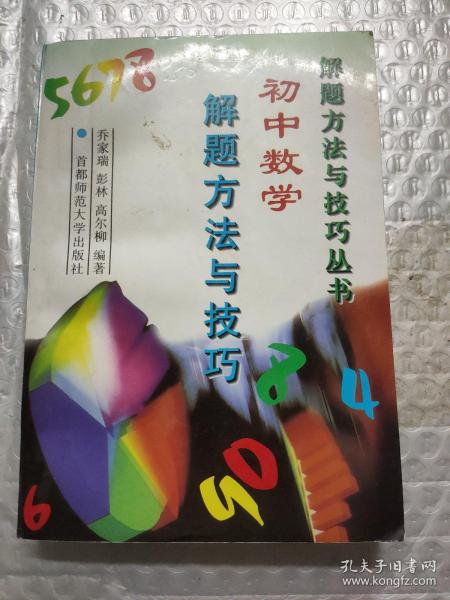 5678
解题方法与技巧丛书
初中数学
解题方法与技巧
乔家瑞 彭林 高尔柳 编著
●首都师范大学出版社
8
4
50
6
孔夫子旧书网
www.kongfz.com